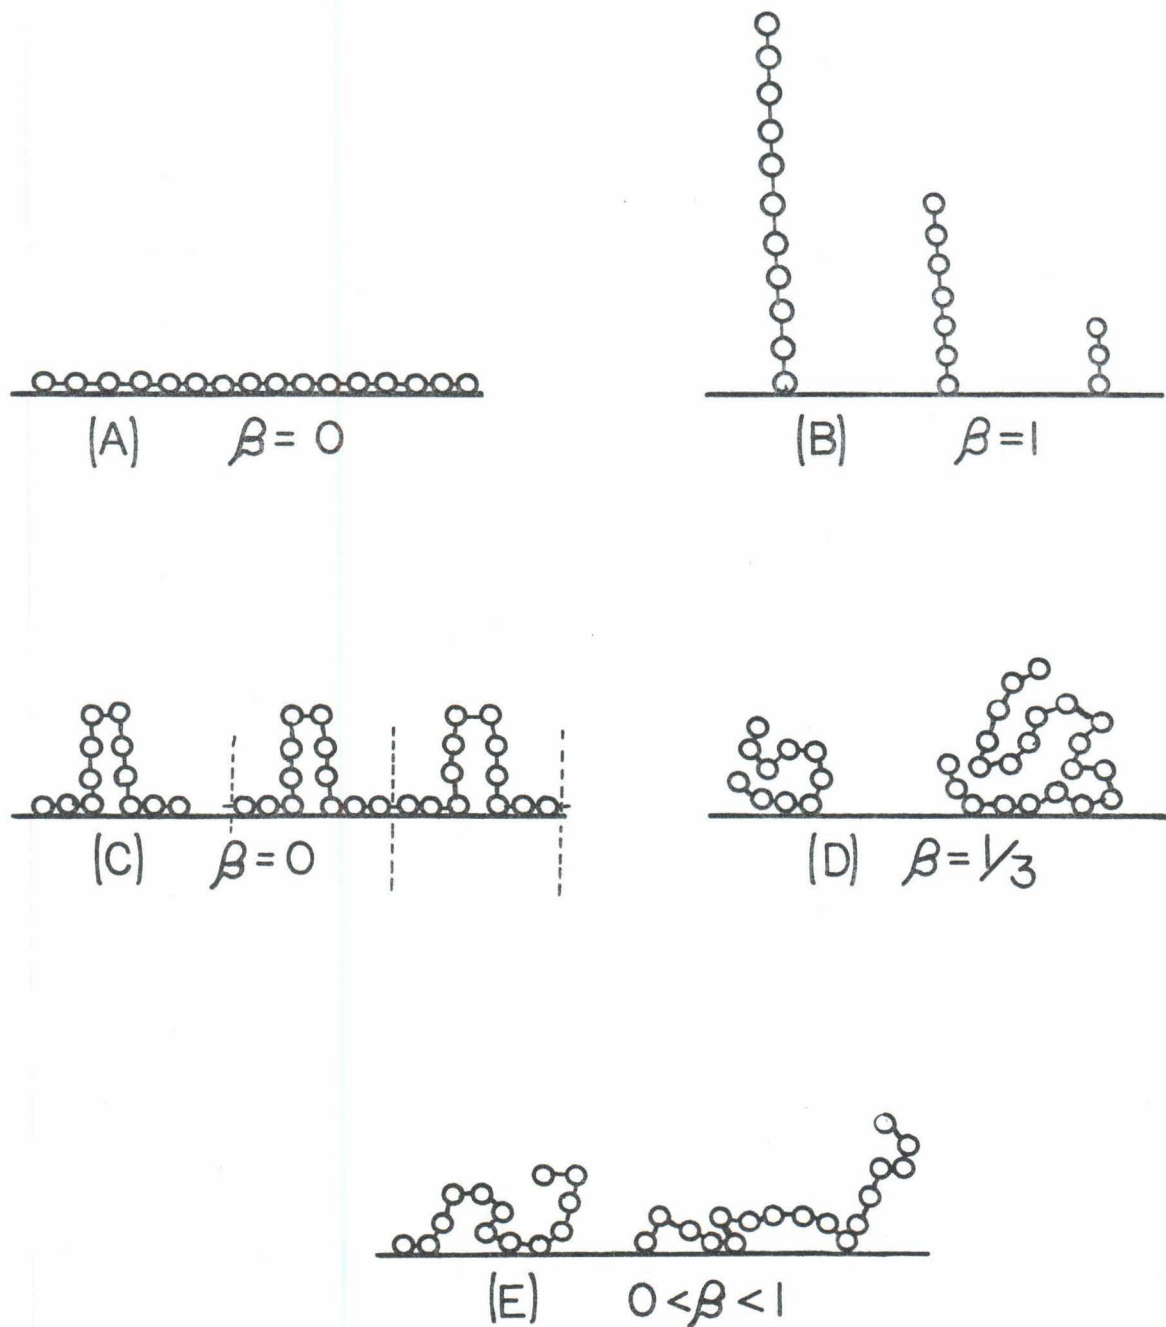 (A) β = 0
(B) β = 1
(C) β = 0
(D) β = 1/3
(E) 0 < β < 1